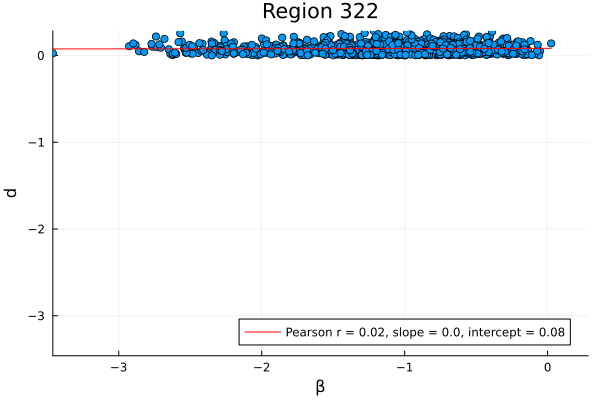 Region 322
0
−1
−2
−3
d
Pearson r = 0.02, slope = 0.0, intercept = 0.08
−3
−2
−1
0
β